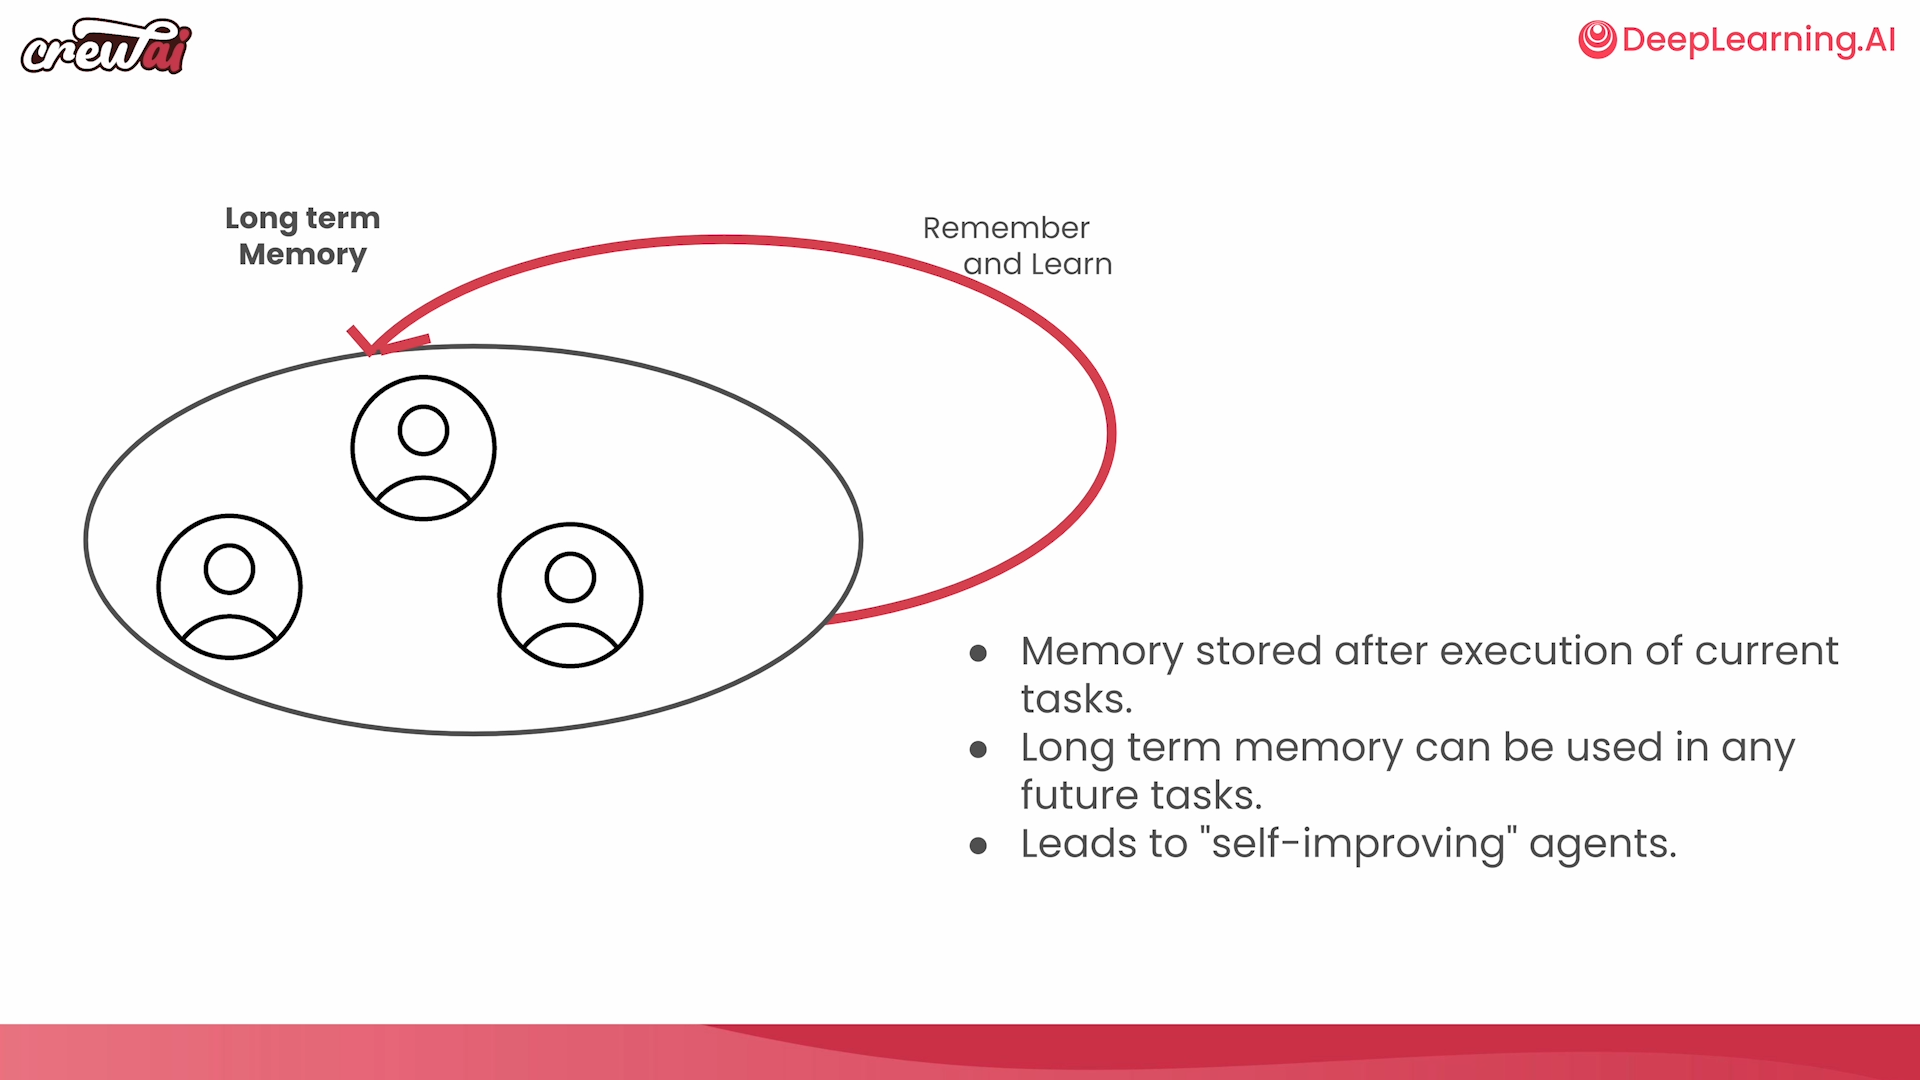 crewai
DeepLearning.AI
Long term
Memory
Remember
and Learn
● Memory stored after execution of current
tasks.
● Long term memory can be used in any
future tasks.
● Leads to "self-improving" agents.